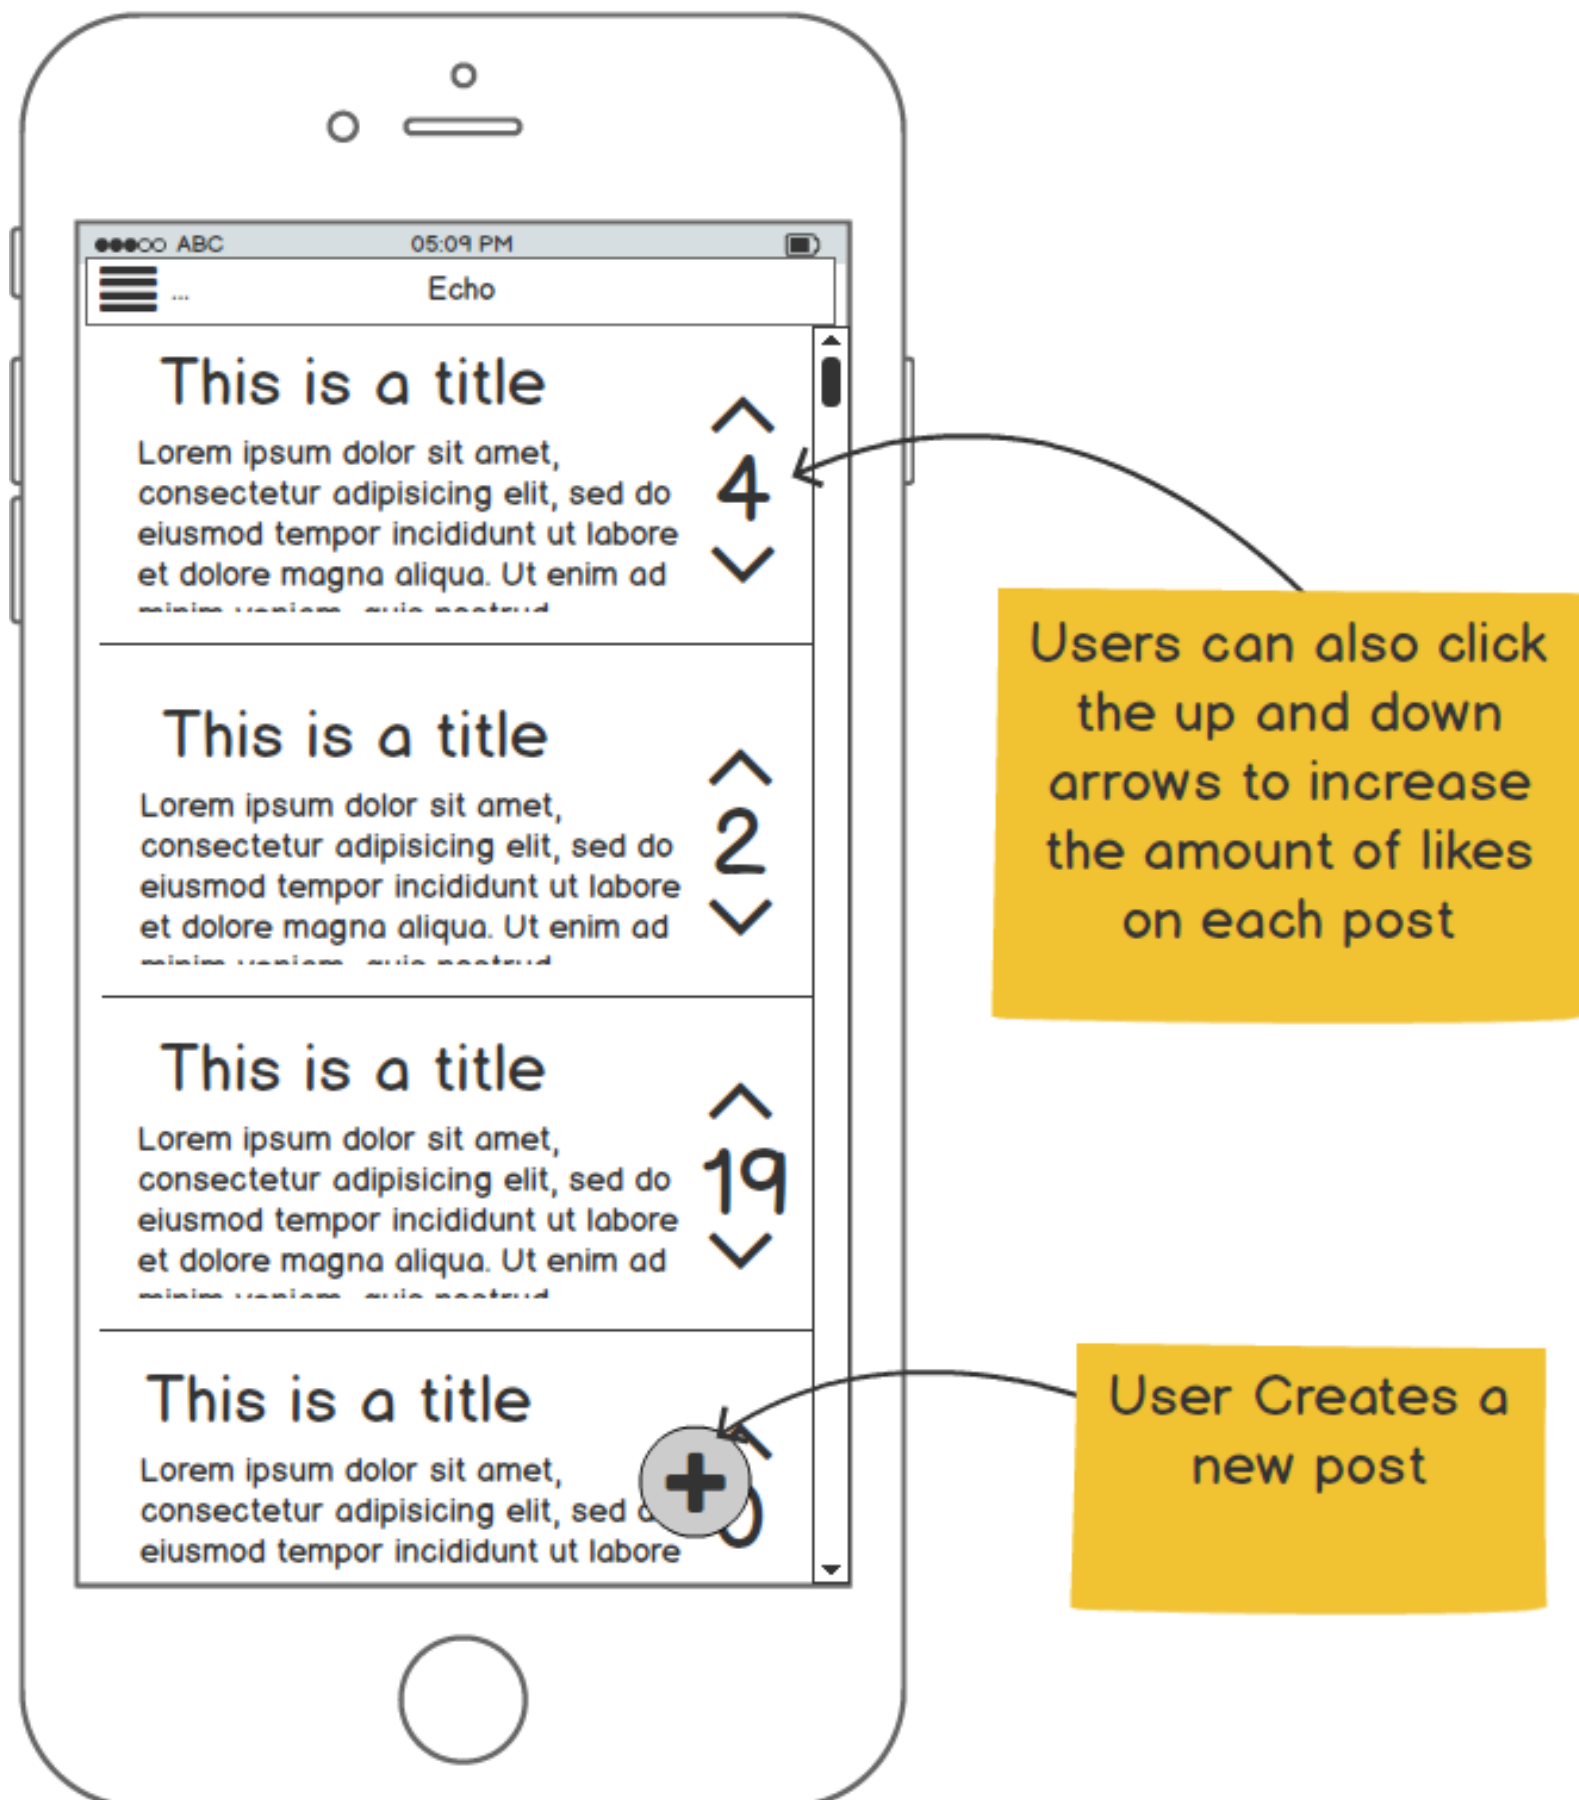 ABC 05:09 PM
... Echo
This is a title
Lorem ipsum dolor sit amet,
consectetur adipisicing elit, sed do
eiusmod tempor incididunt ut labore
et dolore magna aliqua. Ut enim ad
4
This is a title
Lorem ipsum dolor sit amet,
consectetur adipisicing elit, sed do
eiusmod tempor incididunt ut labore
et dolore magna aliqua. Ut enim ad
2
This is a title
Lorem ipsum dolor sit amet,
consectetur adipisicing elit, sed do
eiusmod tempor incididunt ut labore
et dolore magna aliqua. Ut enim ad
19
This is a title
Lorem ipsum dolor sit amet,
consectetur adipisicing elit, sed
eiusmod tempor incididunt ut labore
Users can also click
the up and down
arrows to increase
the amount of likes
on each post
User Creates a
new post